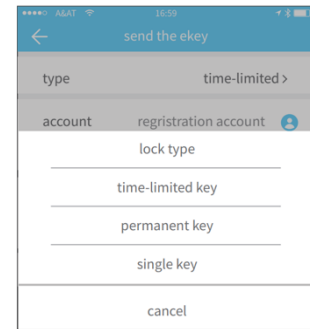 A&AT 16:59
send the ekey
type time-limited >
account regristration account
lock type
time-limited key
permanent key
single key
cancel